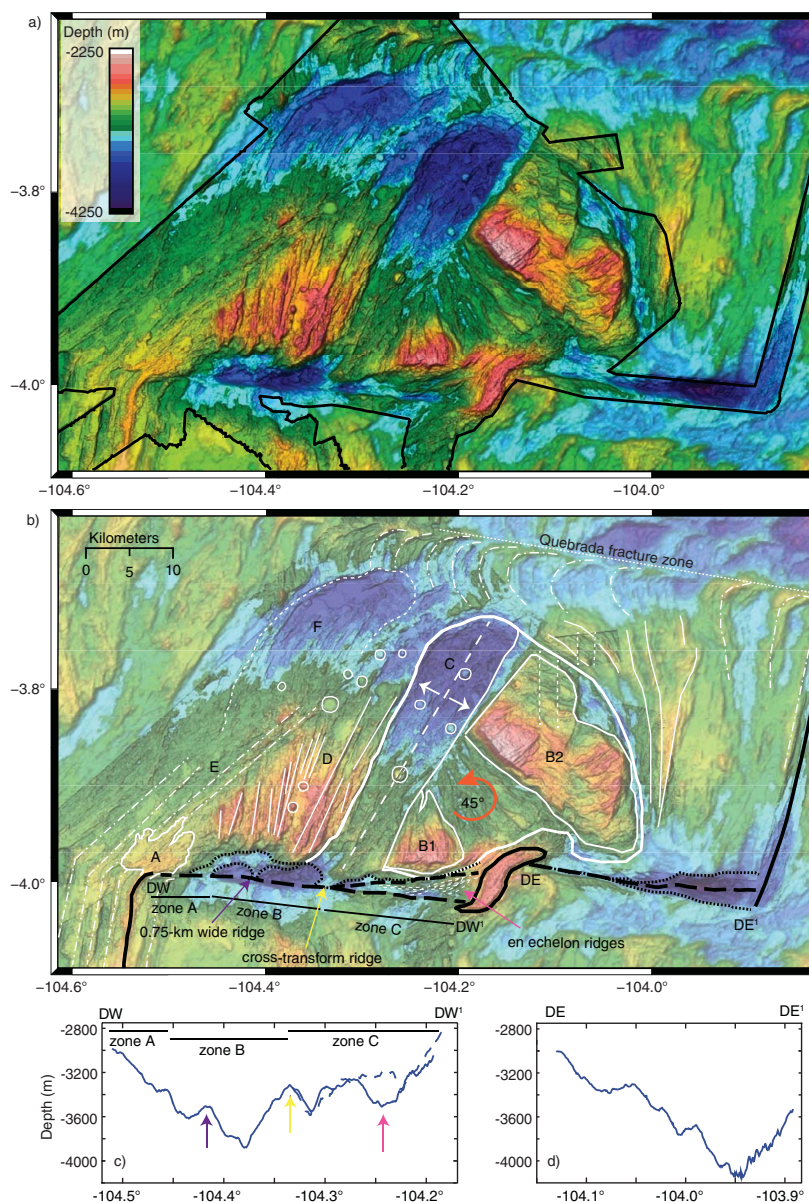 a)
Depth (m)
-2250
-4250
−3.8°
−4.0°
−104.6°
−104.4°
−104.2°
−104.0°
b)
Kilometers
0 5 10
Quebrada fracture zone
F
C
−3.8°
E
D
B2
45°
B1
A
−4.0°
DW
DE
zone A
zone B
zone C
DW¹
DE¹
0.75-km wide ridge
cross-transform ridge
en echelon ridges
−104.6°
−104.4°
−104.2°
−104.0°
DW
DW¹
-2800
zone A
zone B
zone C
-3200
-3600
-4000
Depth (m)
c)
-104.5°
-104.4°
-104.3°
-104.2°
DE
DE¹
-2800
-3200
-3600
-4000
d)
-104.1°
-104.0°
-103.9°